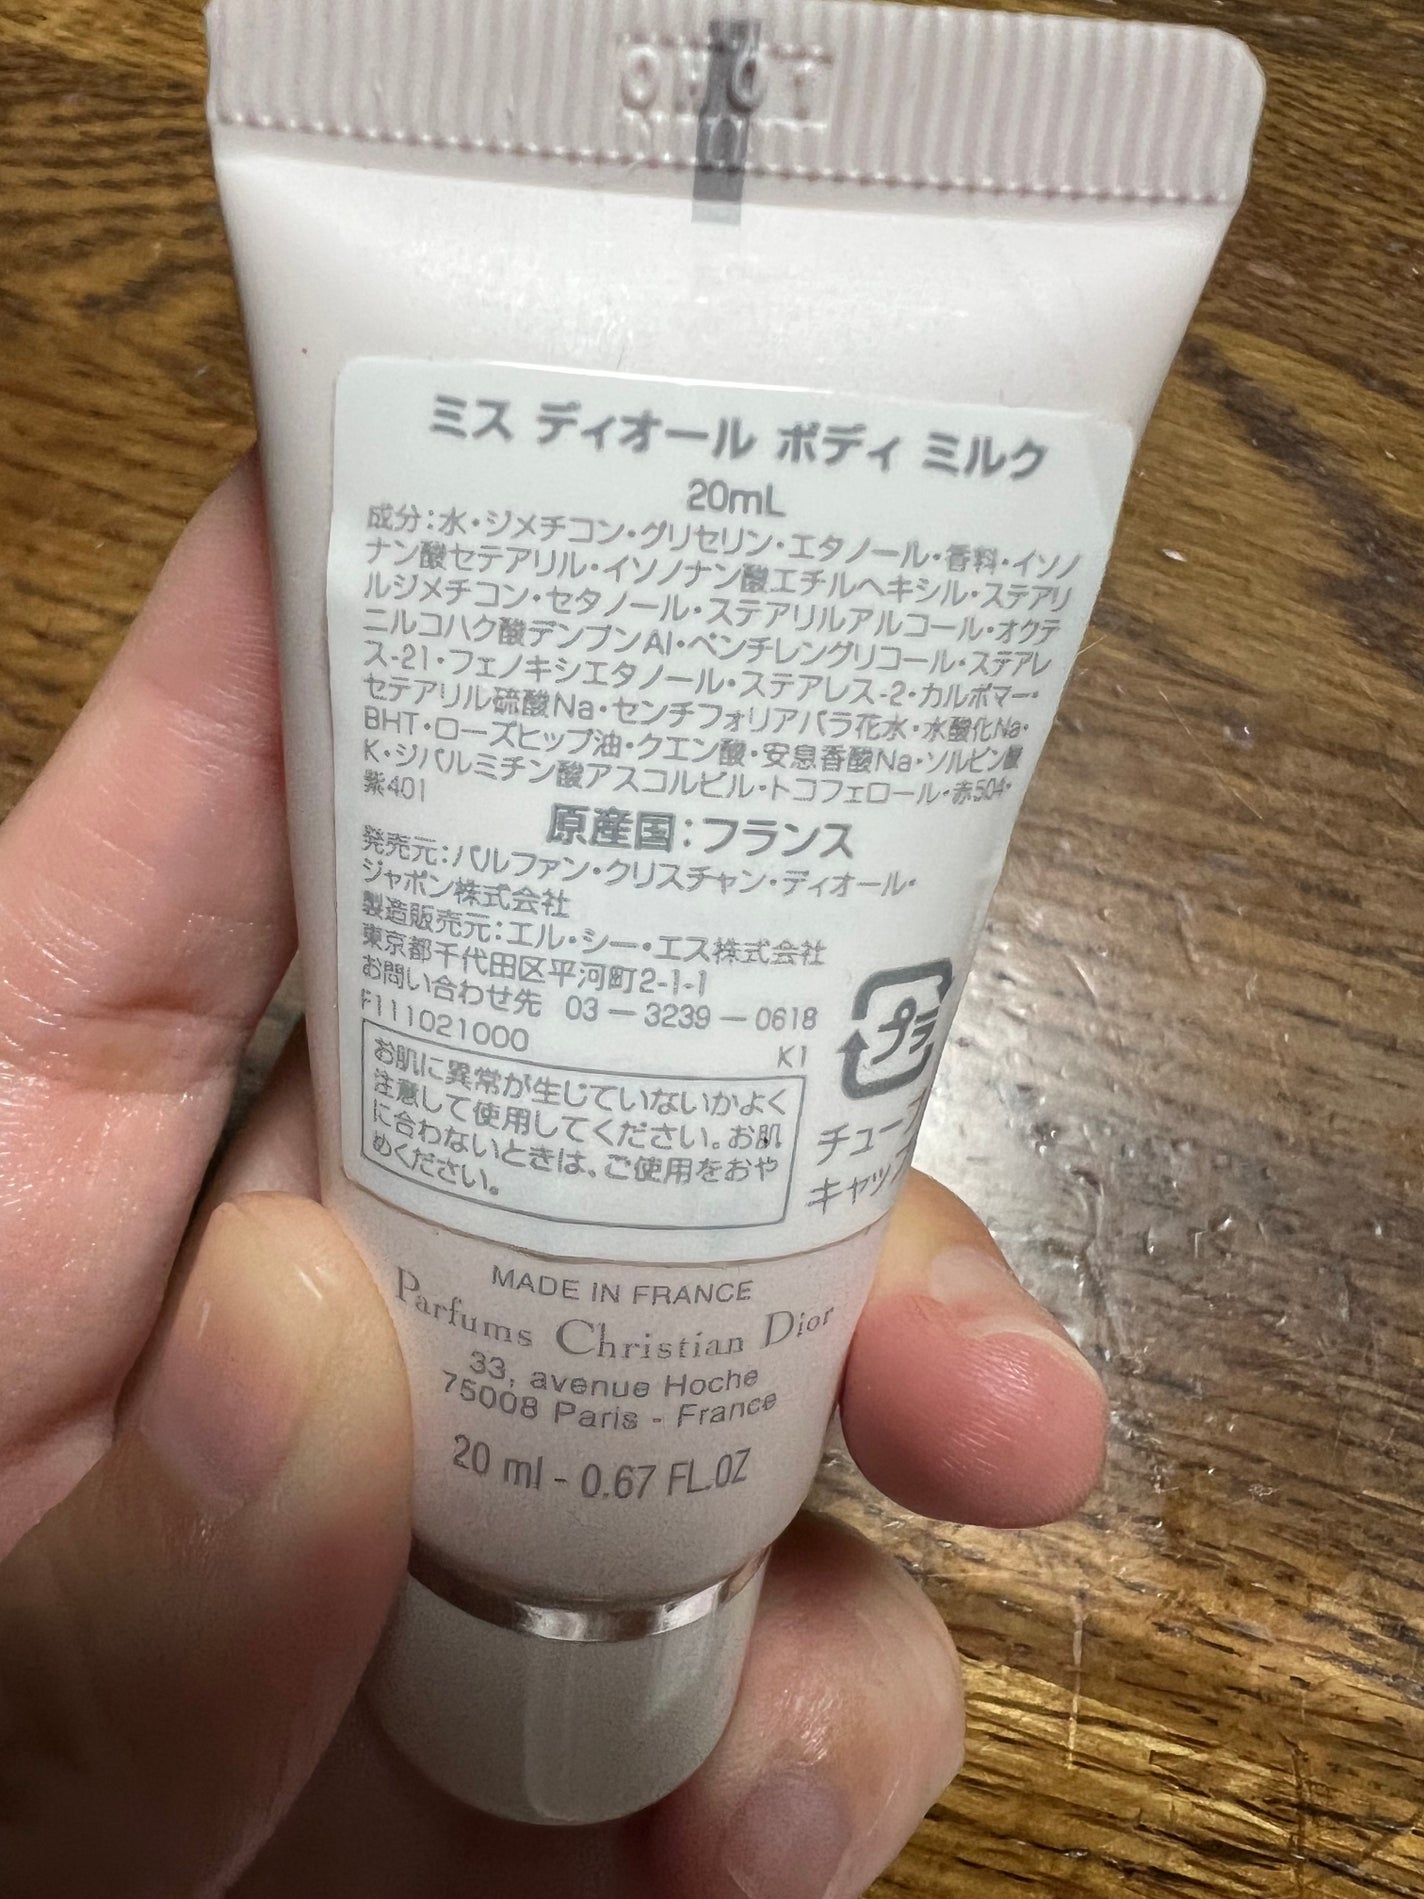 ミス ディオール ボディ ミルク
20mL
成分:水・ジメチコン・グリセリン・エタノール・香料・イソノ
ナン酸セテアリル・イソノナン酸エチルヘキシル・ステアリ
ルジメチコン・セタノール・ステアリルアルコール・オクテ
ニルコハク酸デンプンAl・ペンチレングリコール・ステアレ
ス-21・フェノキシエタノール・ステアレス-2・カルボマー・
セテアリル硫酸Na・センチフォリアバラ花水・水酸化Na・
BHT・ローズヒップ油・クエン酸・安息香酸Na・ソルビン酸
K・ジパルミチン酸アスコルビル・トコフェロール・赤504・
紫401
原産国:フランス
発売元:パルファン・クリスチャン・ディオール・
ジャポン株式会社
製造販売元:エル・シー・エス株式会社
東京都千代田区平河町2-1-1
お問い合わせ先 03-3239-0618
F111021000 K1
プラ
チューブ
キャップ
お肌に異常が生じていないかよく
注意して使用してください。お肌
に合わないときは、ご使用をおや
めください。
MADE IN FRANCE
Parfums Christian Dior
33, avenue Hoche
75008 Paris - France
20 ml - 0.67 FL.OZ